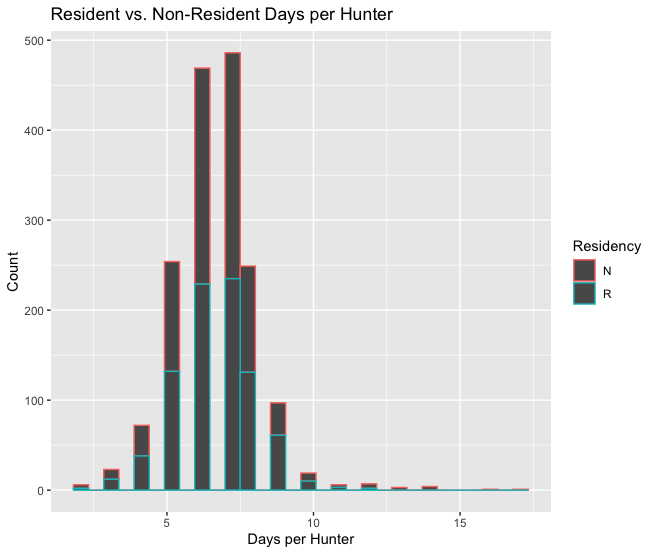 Resident vs. Non-Resident Days per Hunter
500
400
300
200
100
0
Count
5
10
15
Days per Hunter
Residency
N
R